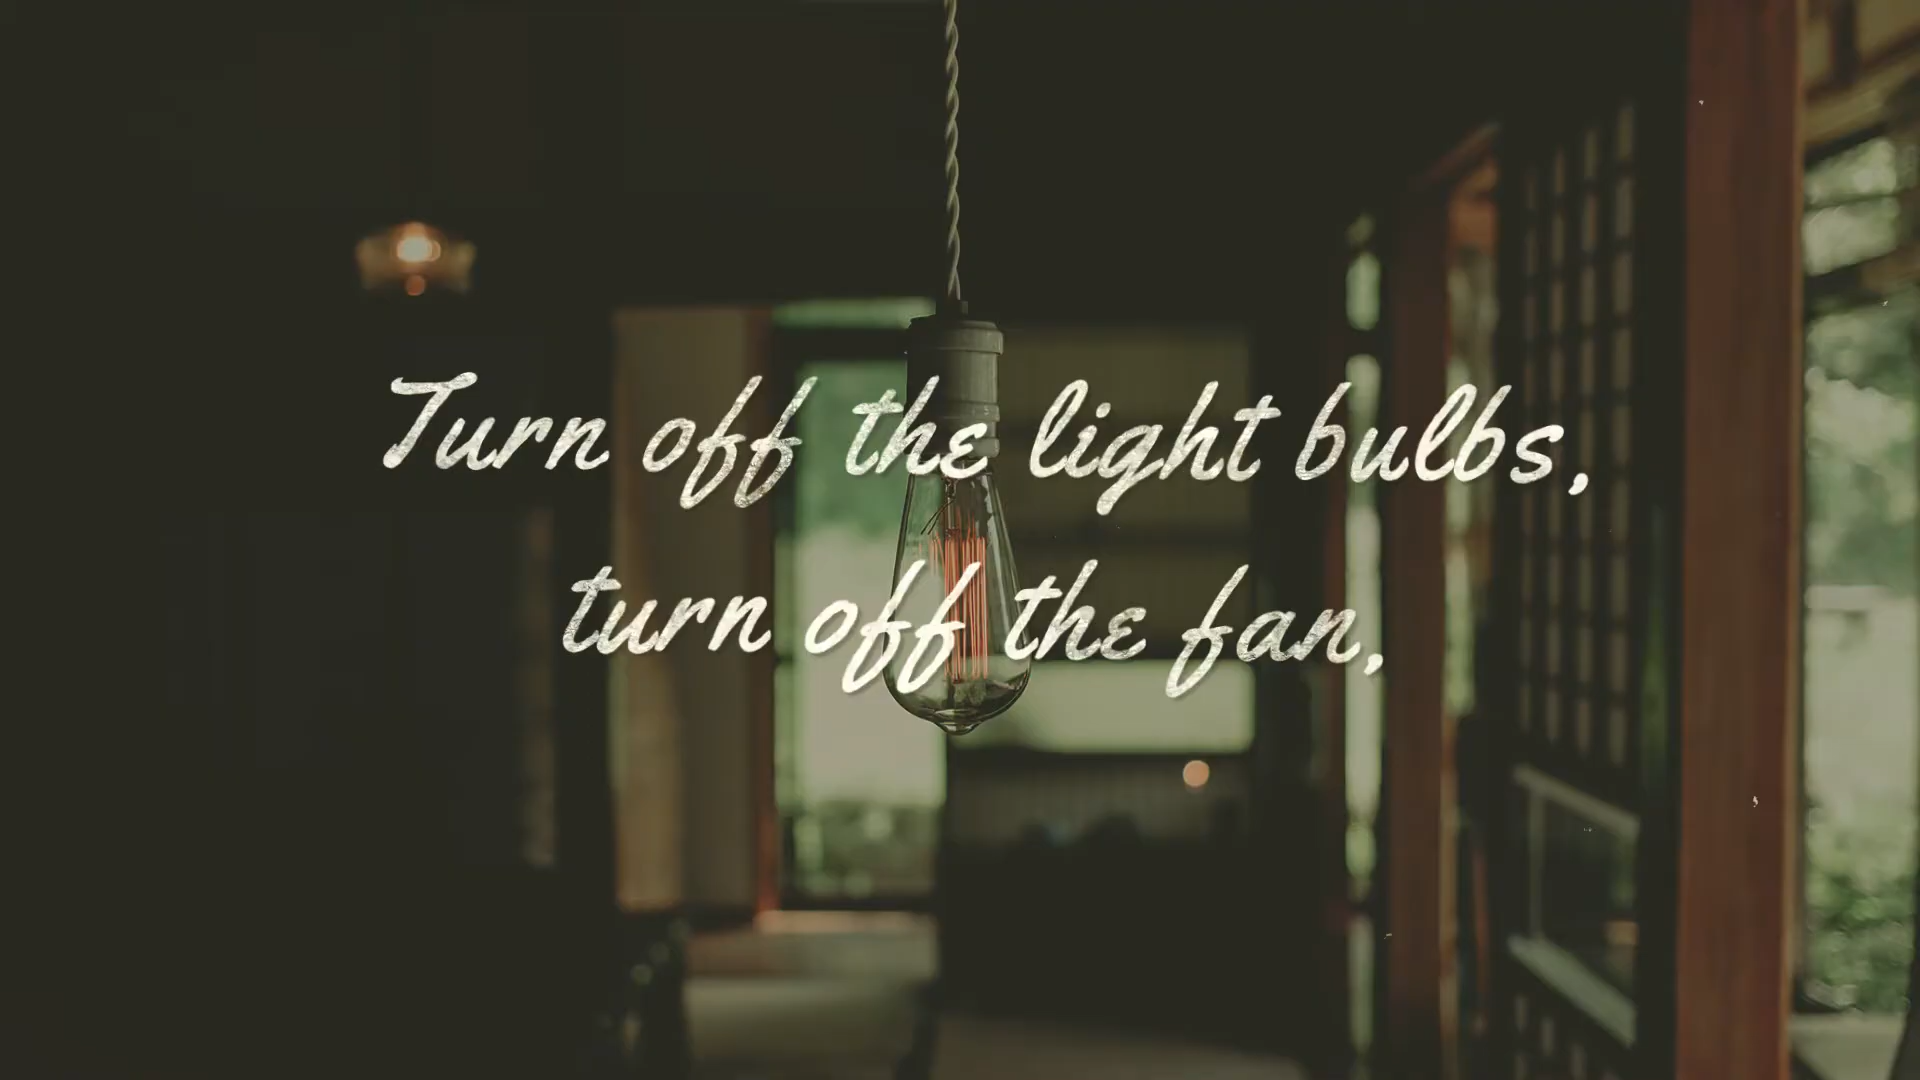 Turn off the light bulbs,
turn off the fan,